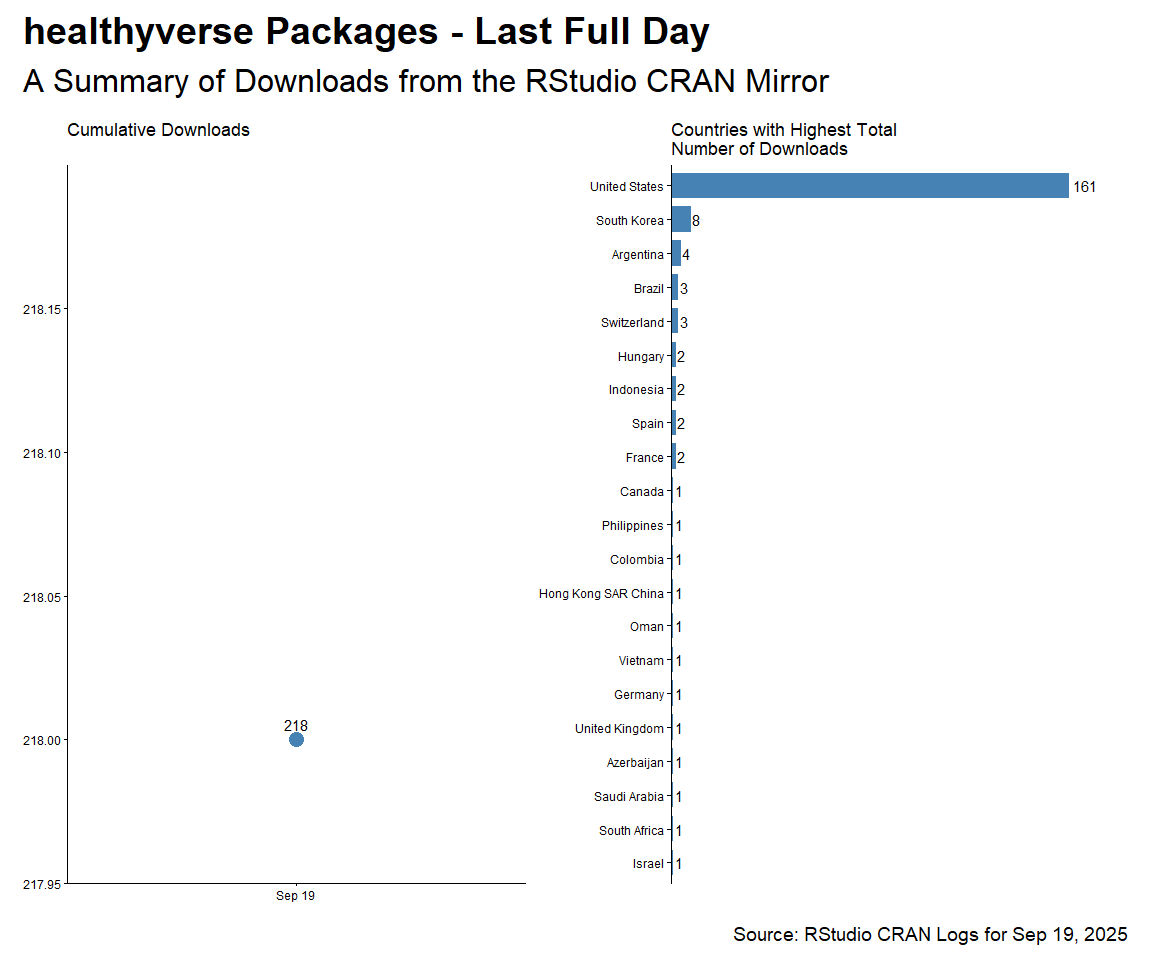 healthyverse Packages - Last Full Day
A Summary of Downloads from the RStudio CRAN Mirror
Cumulative Downloads
218.15
218.10
218.05
218.00
217.95
218
Sep 19
Countries with Highest Total
Number of Downloads
United States 161
South Korea 8
Argentina 4
Brazil 3
Switzerland 3
Hungary 2
Indonesia 2
Spain 2
France 2
Canada 1
Philippines 1
Colombia 1
Hong Kong SAR China 1
Oman 1
Vietnam 1
Germany 1
United Kingdom 1
Azerbaijan 1
Saudi Arabia 1
South Africa 1
Israel 1
Source: RStudio CRAN Logs for Sep 19, 2025